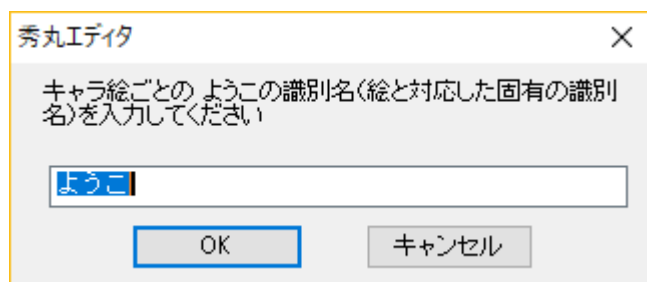 秀丸エディタ
キャラ絵ごとの ようこの識別名(絵と対応した固有の識別
名)を入力してください
ようこ
OK
キャンセル